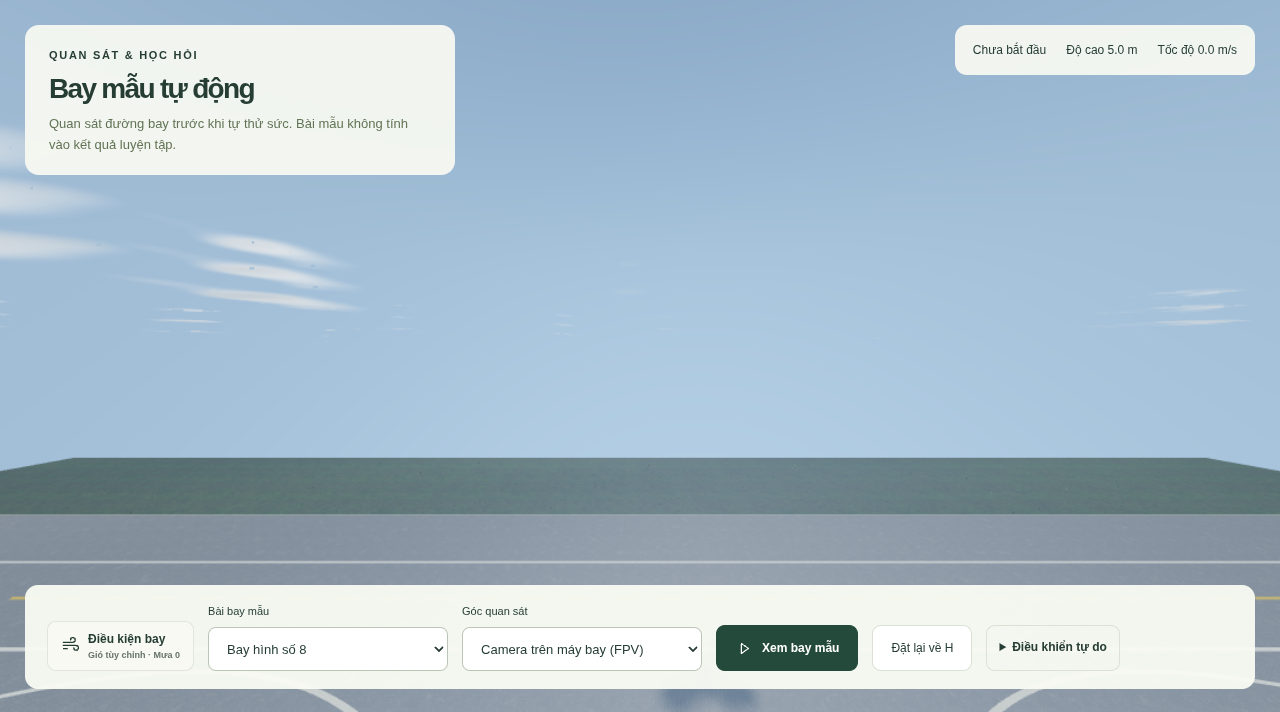 QUAN SÁT & HỌC HỎI
Bay mẫu tự động
Quan sát đường bay trước khi tự thử sức. Bài mẫu không tính
vào kết quả luyện tập.
Chưa bắt đầu Độ cao 5.0 m Tốc độ 0.0 m/s
Điều kiện bay
Gió tùy chỉnh · Mưa 0
Bài bay mẫu
Bay hình số 8
Góc quan sát
Camera trên máy bay (FPV)
Xem bay mẫu
Đặt lại về H
Điều khiển tự do